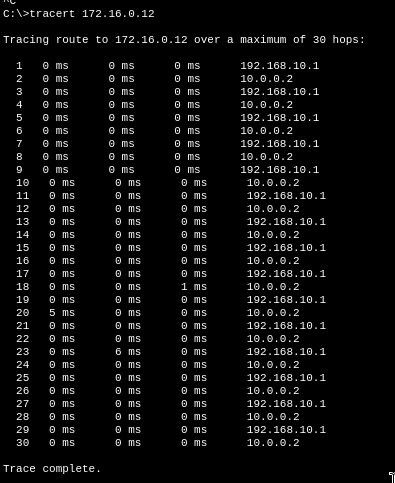 ^C
C:\>tracert 172.16.0.12
Tracing route to 172.16.0.12 over a maximum of 30 hops:
1 0 ms 0 ms 0 ms 192.168.10.1
2 0 ms 0 ms 0 ms 10.0.0.2
3 0 ms 0 ms 0 ms 192.168.10.1
4 0 ms 0 ms 0 ms 10.0.0.2
5 0 ms 0 ms 0 ms 192.168.10.1
6 0 ms 0 ms 0 ms 10.0.0.2
7 0 ms 0 ms 0 ms 192.168.10.1
8 0 ms 0 ms 0 ms 10.0.0.2
9 0 ms 0 ms 0 ms 192.168.10.1
10 0 ms 0 ms 0 ms 10.0.0.2
11 0 ms 0 ms 0 ms 192.168.10.1
12 0 ms 0 ms 0 ms 10.0.0.2
13 0 ms 0 ms 0 ms 192.168.10.1
14 0 ms 0 ms 0 ms 10.0.0.2
15 0 ms 0 ms 0 ms 192.168.10.1
16 0 ms 0 ms 0 ms 10.0.0.2
17 0 ms 0 ms 0 ms 192.168.10.1
18 0 ms 0 ms 1 ms 10.0.0.2
19 0 ms 0 ms 0 ms 192.168.10.1
20 5 ms 0 ms 0 ms 10.0.0.2
21 0 ms 0 ms 0 ms 192.168.10.1
22 0 ms 0 ms 0 ms 10.0.0.2
23 0 ms 6 ms 0 ms 192.168.10.1
24 0 ms 0 ms 0 ms 10.0.0.2
25 0 ms 0 ms 0 ms 192.168.10.1
26 0 ms 0 ms 0 ms 10.0.0.2
27 0 ms 0 ms 0 ms 192.168.10.1
28 0 ms 0 ms 0 ms 10.0.0.2
29 0 ms 0 ms 0 ms 192.168.10.1
30 0 ms 0 ms 0 ms 10.0.0.2
Trace complete.